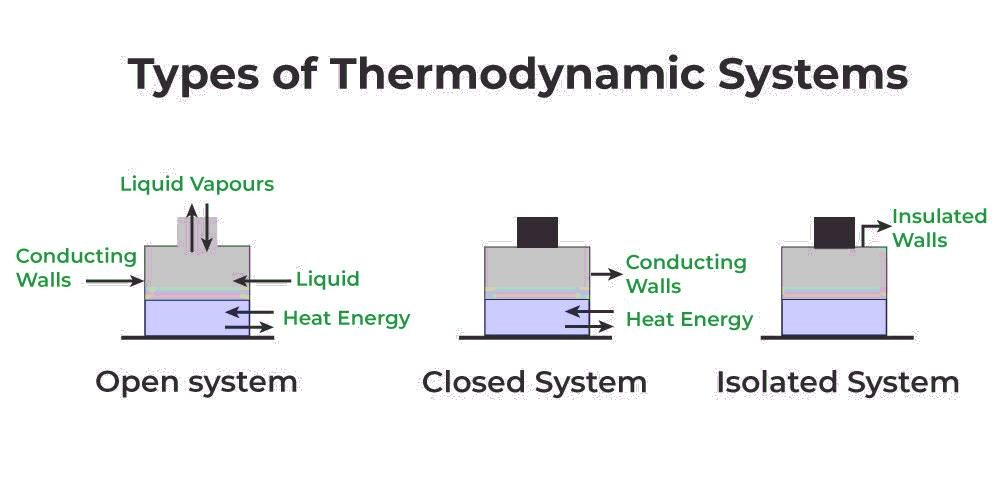 Types of Thermodynamic Systems
Liquid Vapours
Conducting
Walls
Liquid
Heat Energy
Open system
Conducting
Walls
Heat Energy
Closed System
Insulated
Walls
Isolated System